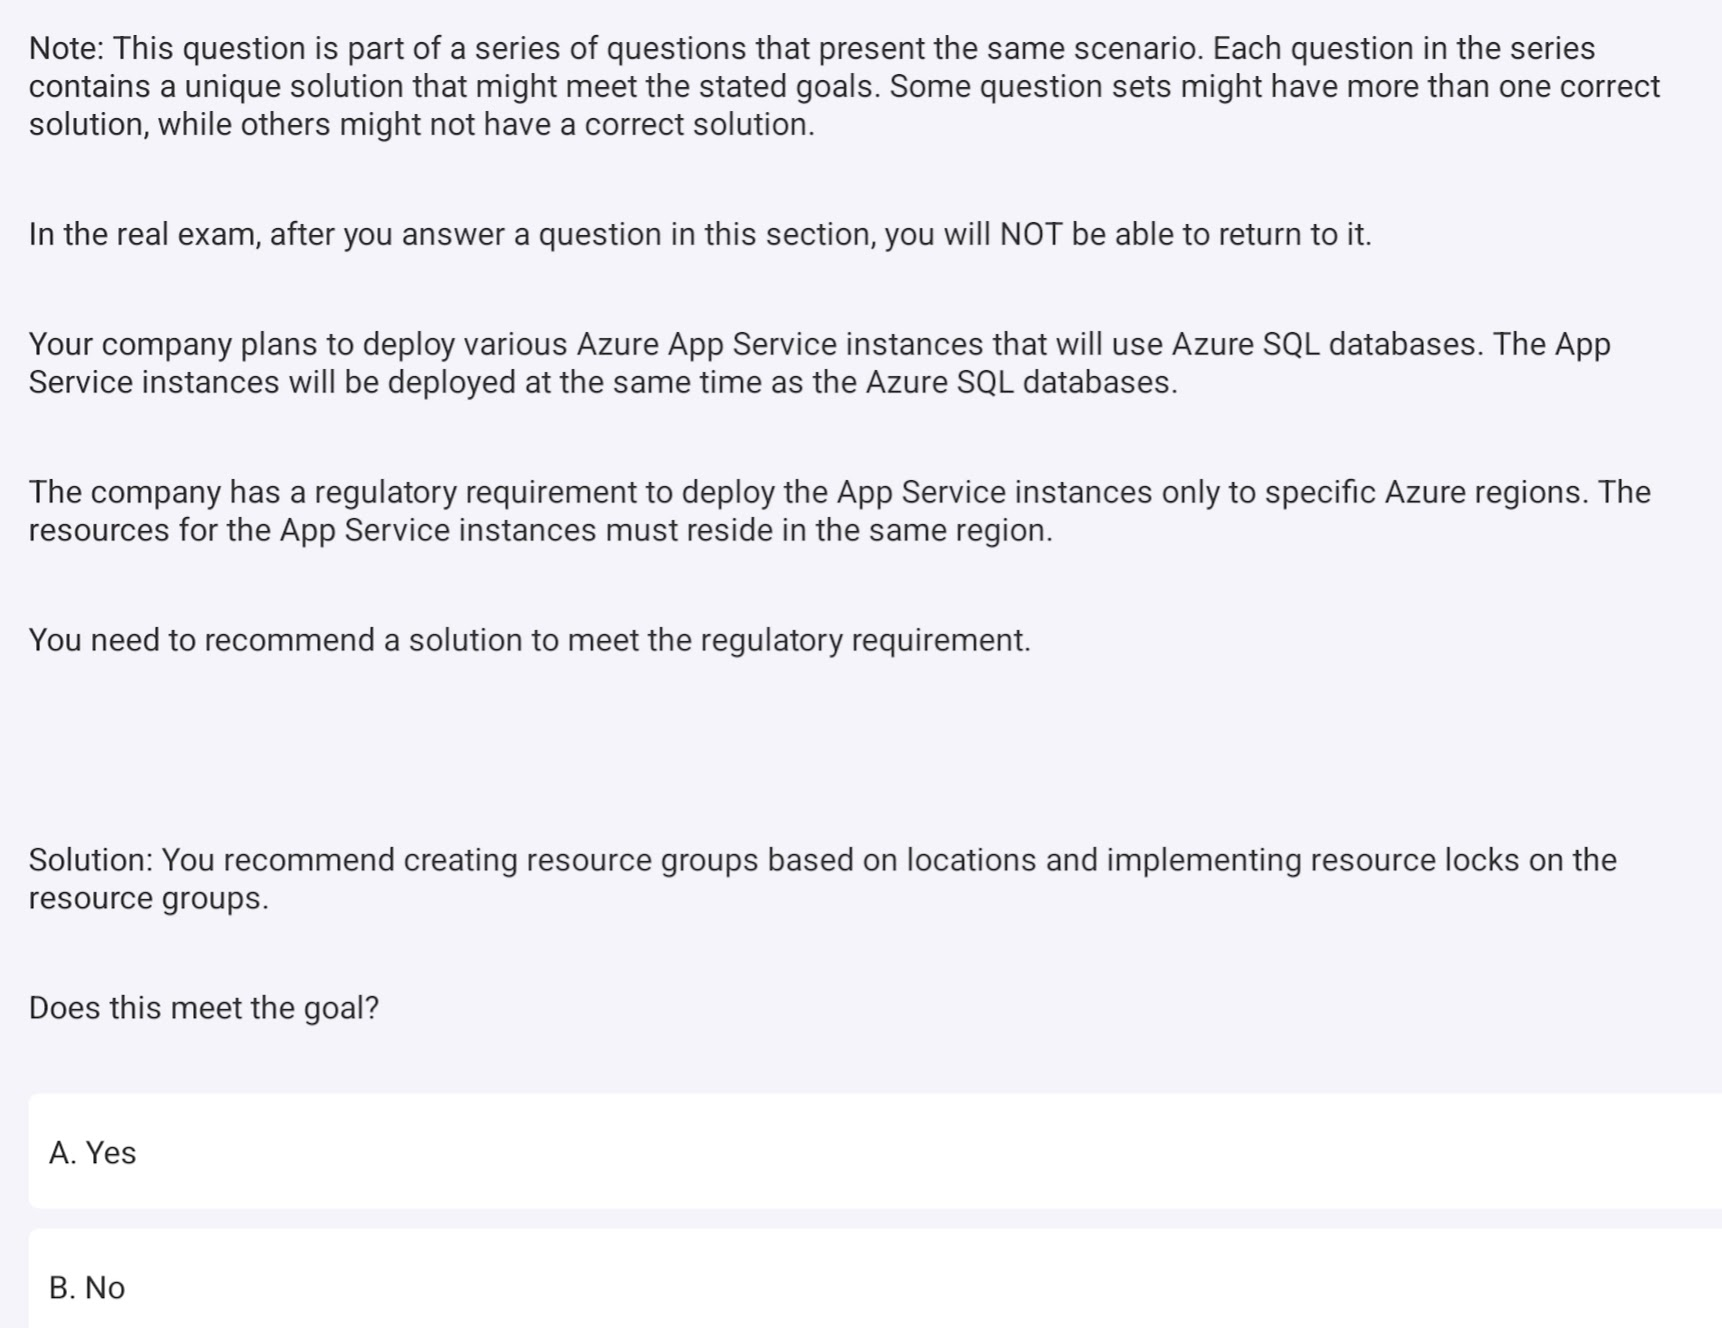 Note: This question is part of a series of questions that present the same scenario. Each question in the series
contains a unique solution that might meet the stated goals. Some question sets might have more than one correct
solution, while others might not have a correct solution.
In the real exam, after you answer a question in this section, you will NOT be able to return to it.
Your company plans to deploy various Azure App Service instances that will use Azure SQL databases. The App
Service instances will be deployed at the same time as the Azure SQL databases.
The company has a regulatory requirement to deploy the App Service instances only to specific Azure regions. The
resources for the App Service instances must reside in the same region.
You need to recommend a solution to meet the regulatory requirement.
Solution: You recommend creating resource groups based on locations and implementing resource locks on the
resource groups.
Does this meet the goal?
A. Yes
B. No